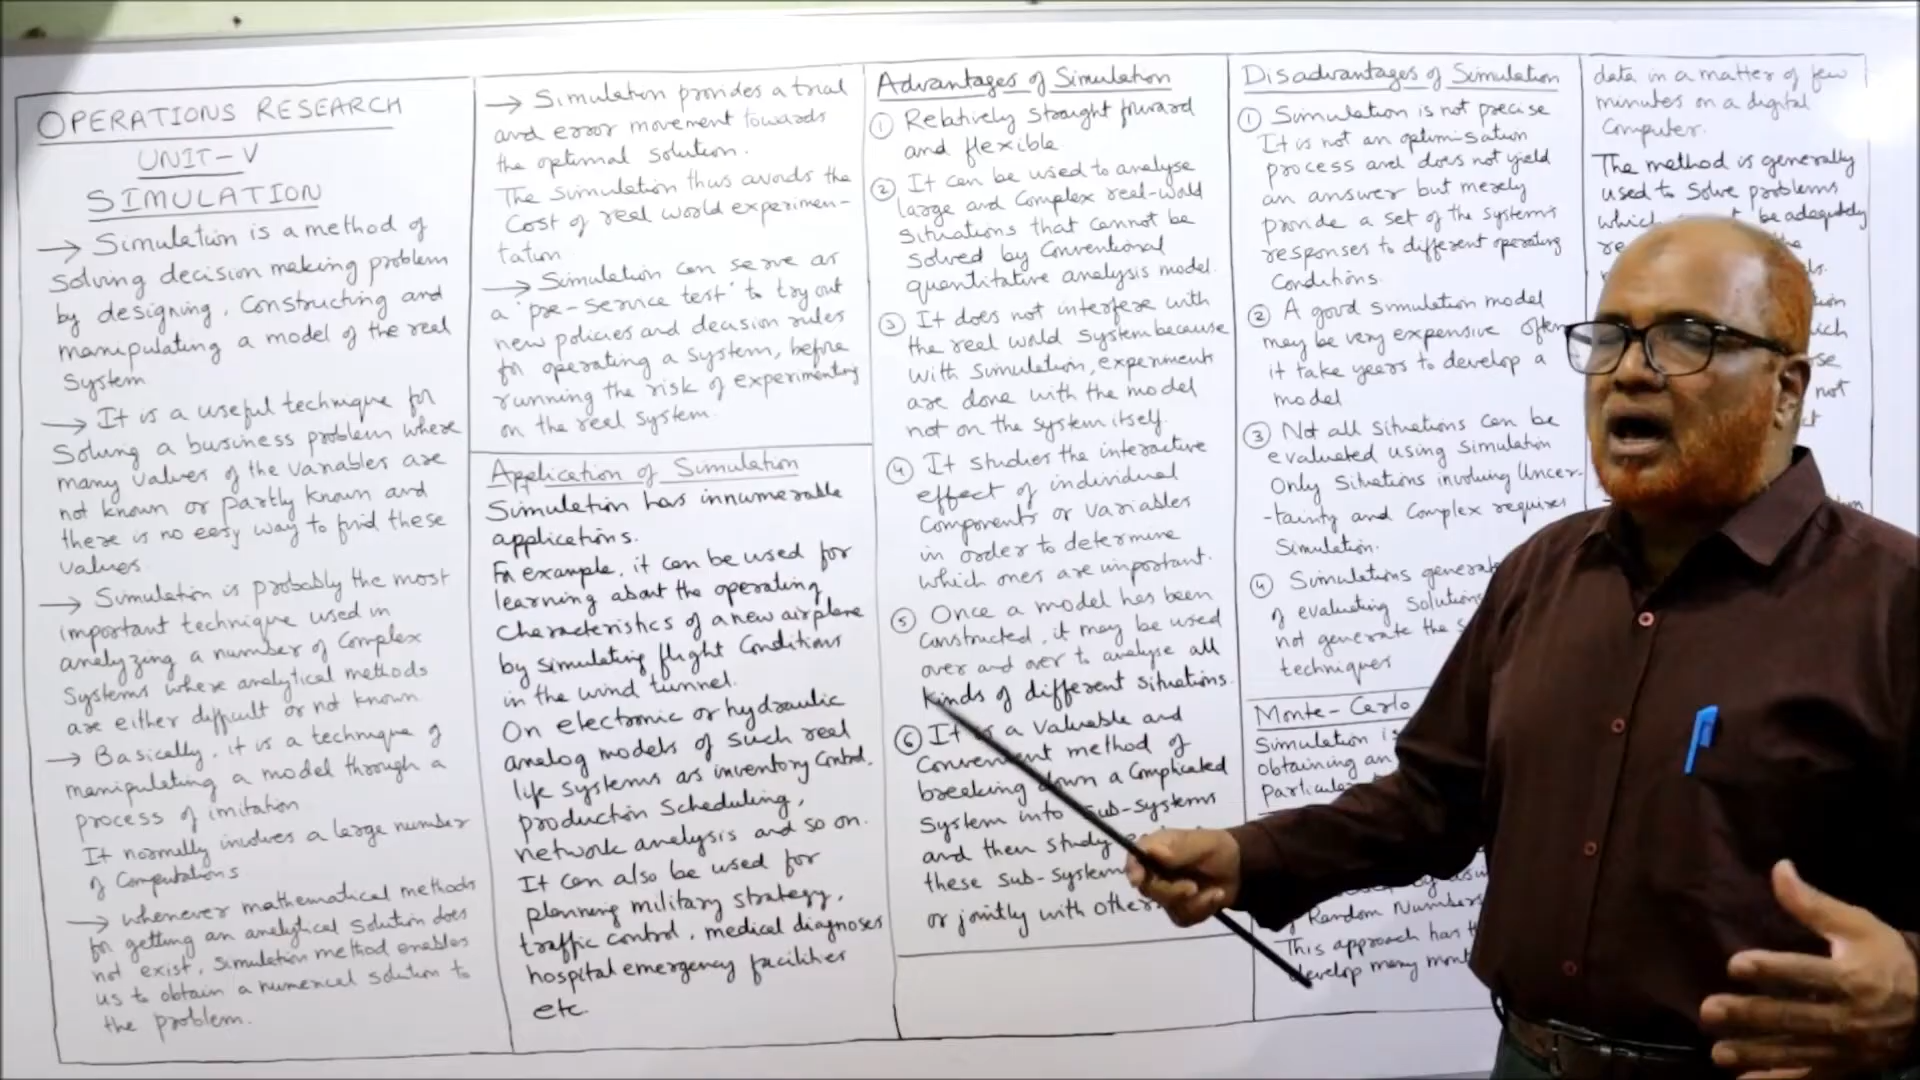 OPERATIONS RESEARCH
UNIT-V
SIMULATION
→ Simulation is a method of
solving decision making problem
by designing, constructing and
manipulating a model of the real
system
→ It is a useful technique for
solving a business problem where
many values of the variables are
not known or partly known and
there is no easy way to find these
values.
→ Simulation is probably the most
important technique used in
analyzing a number of complex
systems where analytical methods
are either difficult or not known
→ Basically, it is a technique of
manipulating a model through a
process of imitation
It normally involves a large number
of computations.
→ whenever mathematical methods
for getting an analytical solution does
not exist, simulation method enables
us to obtain a numerical solution to
the problem.
→ Simulation provides a trial
and error movement towards
the optimal solution.
The simulation thus avoids the
cost of real world experimen-
tation
→ Simulation can serve as
a 'pre-service test' to try out
new policies and decision rules
for operating a system, before
running the risk of experimenting
on the real system.
Application of Simulation
Simulation has innumerable
applications.
For example, it can be used for
learning about the operating
characteristics of a new airplane
by simulating flight conditions
in the wind tunnel.
On electronic or hydraulic
analog models of such real
life systems as inventory control,
production scheduling,
network analysis and so on.
It can also be used for
planning military strategy,
traffic control, medical diagnoses
hospital emergency facilities
etc.
Advantages of Simulation
① Relatively straight forward
and flexible
② It can be used to analyse
large and complex real-wold
situations that cannot be
solved by conventional
quantitative analysis model.
③ It does not interfere with
the real wold system because
with simulation, experiments
are done with the model
not on the system itself.
④ It studies the interactive
effect of individual
components or variables
in order to determine
which ones are important.
⑤ Once a model has been
constructed, it may be used
over and over to analyse all
kinds of different situations.
⑥ It is a valuable and
convenient method of
breaking down a complicated
system into sub-systems
and then study
these sub-system
or jointly with others
Disadvantages of Simulation
① Simulation is not precise
It is not an optimisation
process and does not yield
an answer but merely
provide a set of the system's
responses to different operating
conditions.
② A good simulation model
may be very expensive often
it take years to develop a
model
③ Not all situations can be
evaluated using simulation
Only situations involving uncer-
-tainty and complex requires
simulation.
④ Simulations generate
of evaluating solutions
not generate the
techniques
Monte-Carlo
Simulation is
obtaining an
particular
of Random Numbers
This approach has
develop many
data in a matter of few
minutes on a digital
computer.
The method is generally
used to solve problems
which be adequately
the
not